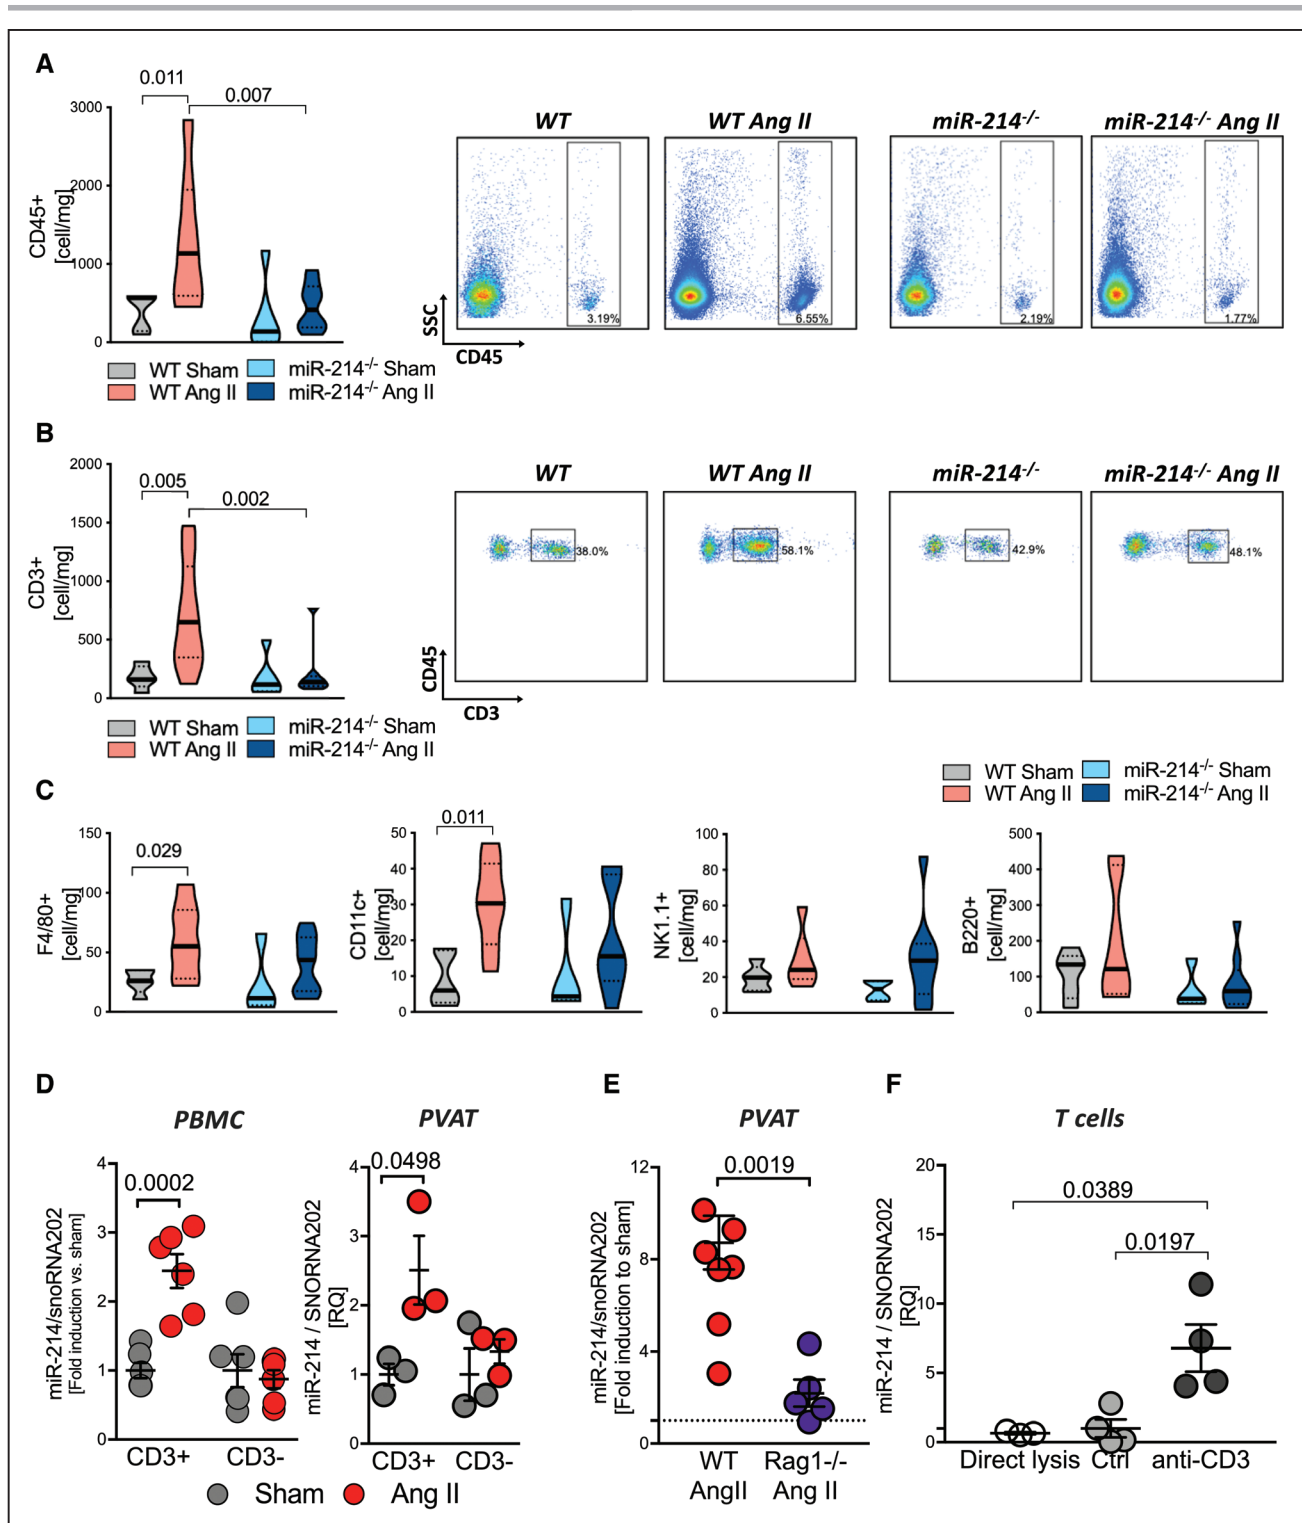 A
0.011
0.007
3000
2000
1000
0
CD45+
[cell/mg]
WT Sham
miR-214-/- Sham
WT Ang II
miR-214-/- Ang II
WT
WT Ang II
miR-214-/-
miR-214-/- Ang II
3.19%
6.55%
2.19%
1.77%
SSC
CD45
B
0.005
0.002
2000
1500
1000
500
0
CD3+
[cell/mg]
WT Sham
miR-214-/- Sham
WT Ang II
miR-214-/- Ang II
WT
WT Ang II
miR-214-/-
miR-214-/- Ang II
38.0%
58.1%
42.9%
48.1%
CD45
CD3
WT Sham
miR-214-/- Sham
WT Ang II
miR-214-/- Ang II
C
150
100
50
0
F4/80+
[cell/mg]
0.029
50
40
30
20
10
0
CD11c+
[cell/mg]
0.011
100
80
60
40
20
0
NK1.1+
[cell/mg]
500
400
300
200
100
0
B220+
[cell/mg]
D
PBMC
4
3
2
1
0
miR-214/snoRNA202
[Fold induction vs. sham]
0.0002
CD3+
CD3-
PVAT
4
3
2
1
0
miR-214 / SNORNA202
[RQ]
0.0498
CD3+
CD3-
Sham
Ang II
E
PVAT
12
8
4
0
miR-214/snoRNA202
[Fold induction to sham]
0.0019
WT
AngII
Rag1-/-
Ang II
F
T cells
20
15
10
5
0
miR-214 / SNORNA202
[RQ]
0.0389
0.0197
Direct lysis
Ctrl
anti-CD3